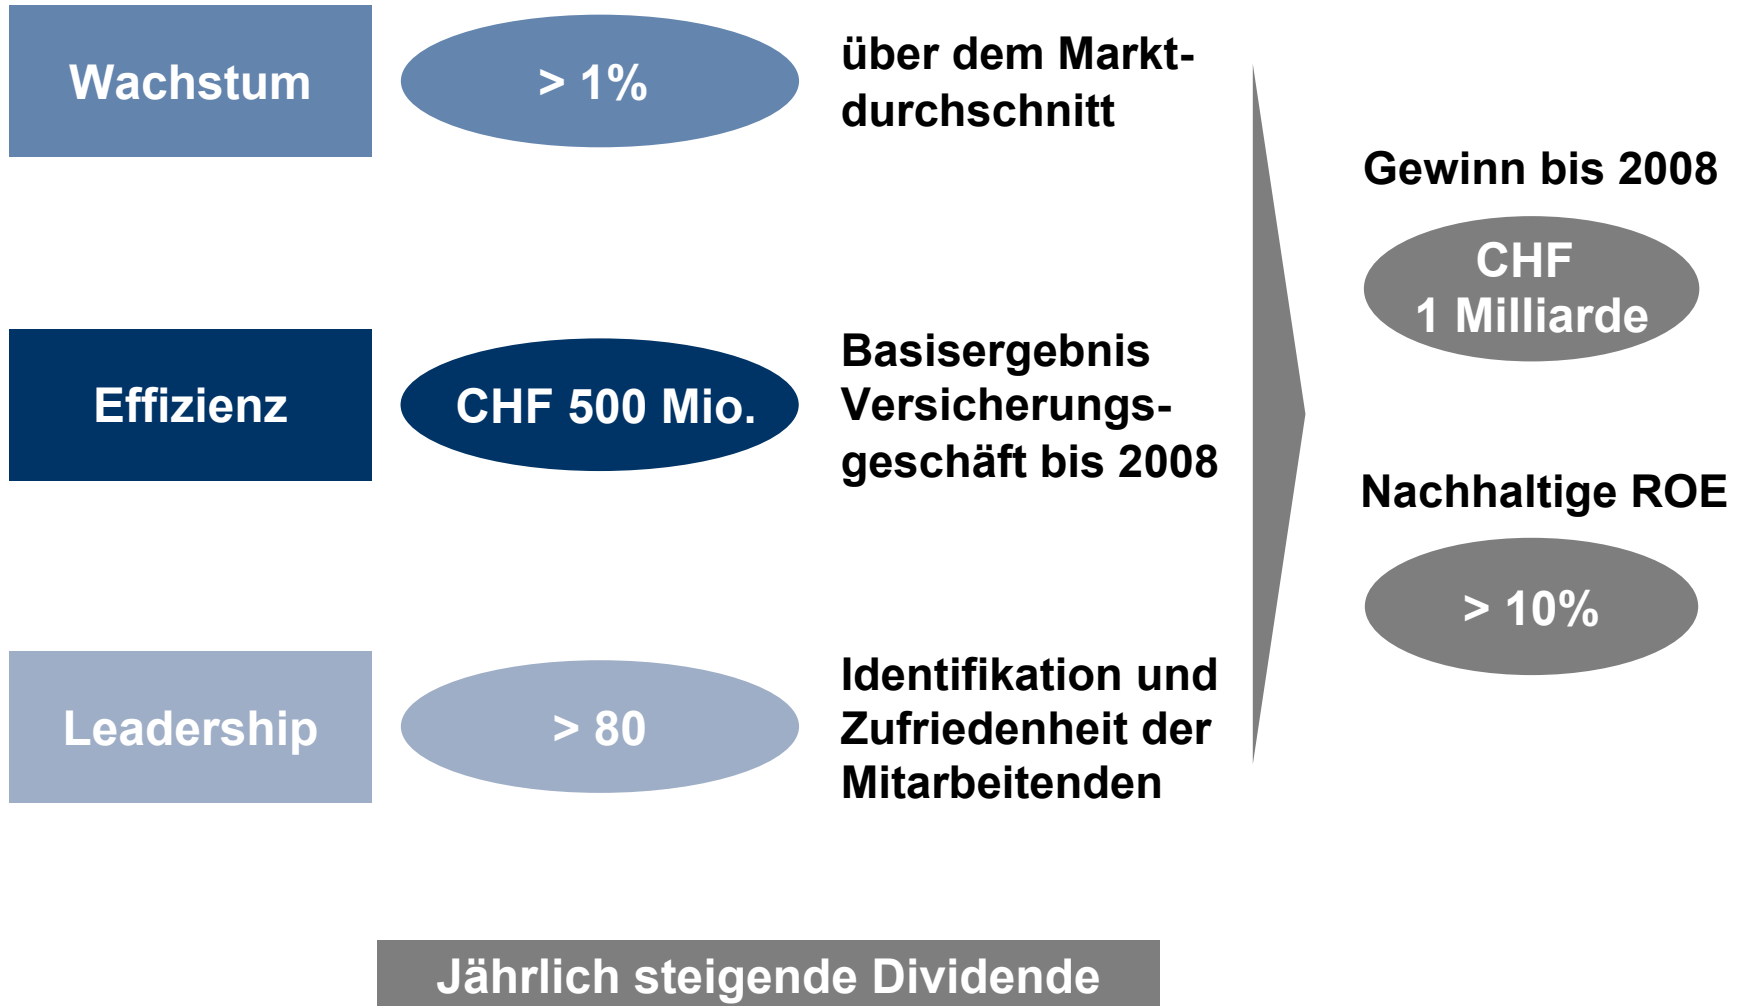 Wachstum
> 1%
über dem Markt-
durchschnitt
Effizienz
CHF 500 Mio.
Basisergebnis
Versicherungs-
geschäft bis 2008
Leadership
> 80
Identifikation und
Zufriedenheit der
Mitarbeitenden
Gewinn bis 2008
CHF
1 Milliarde
Nachhaltige ROE
> 10%
Jährlich steigende Dividende